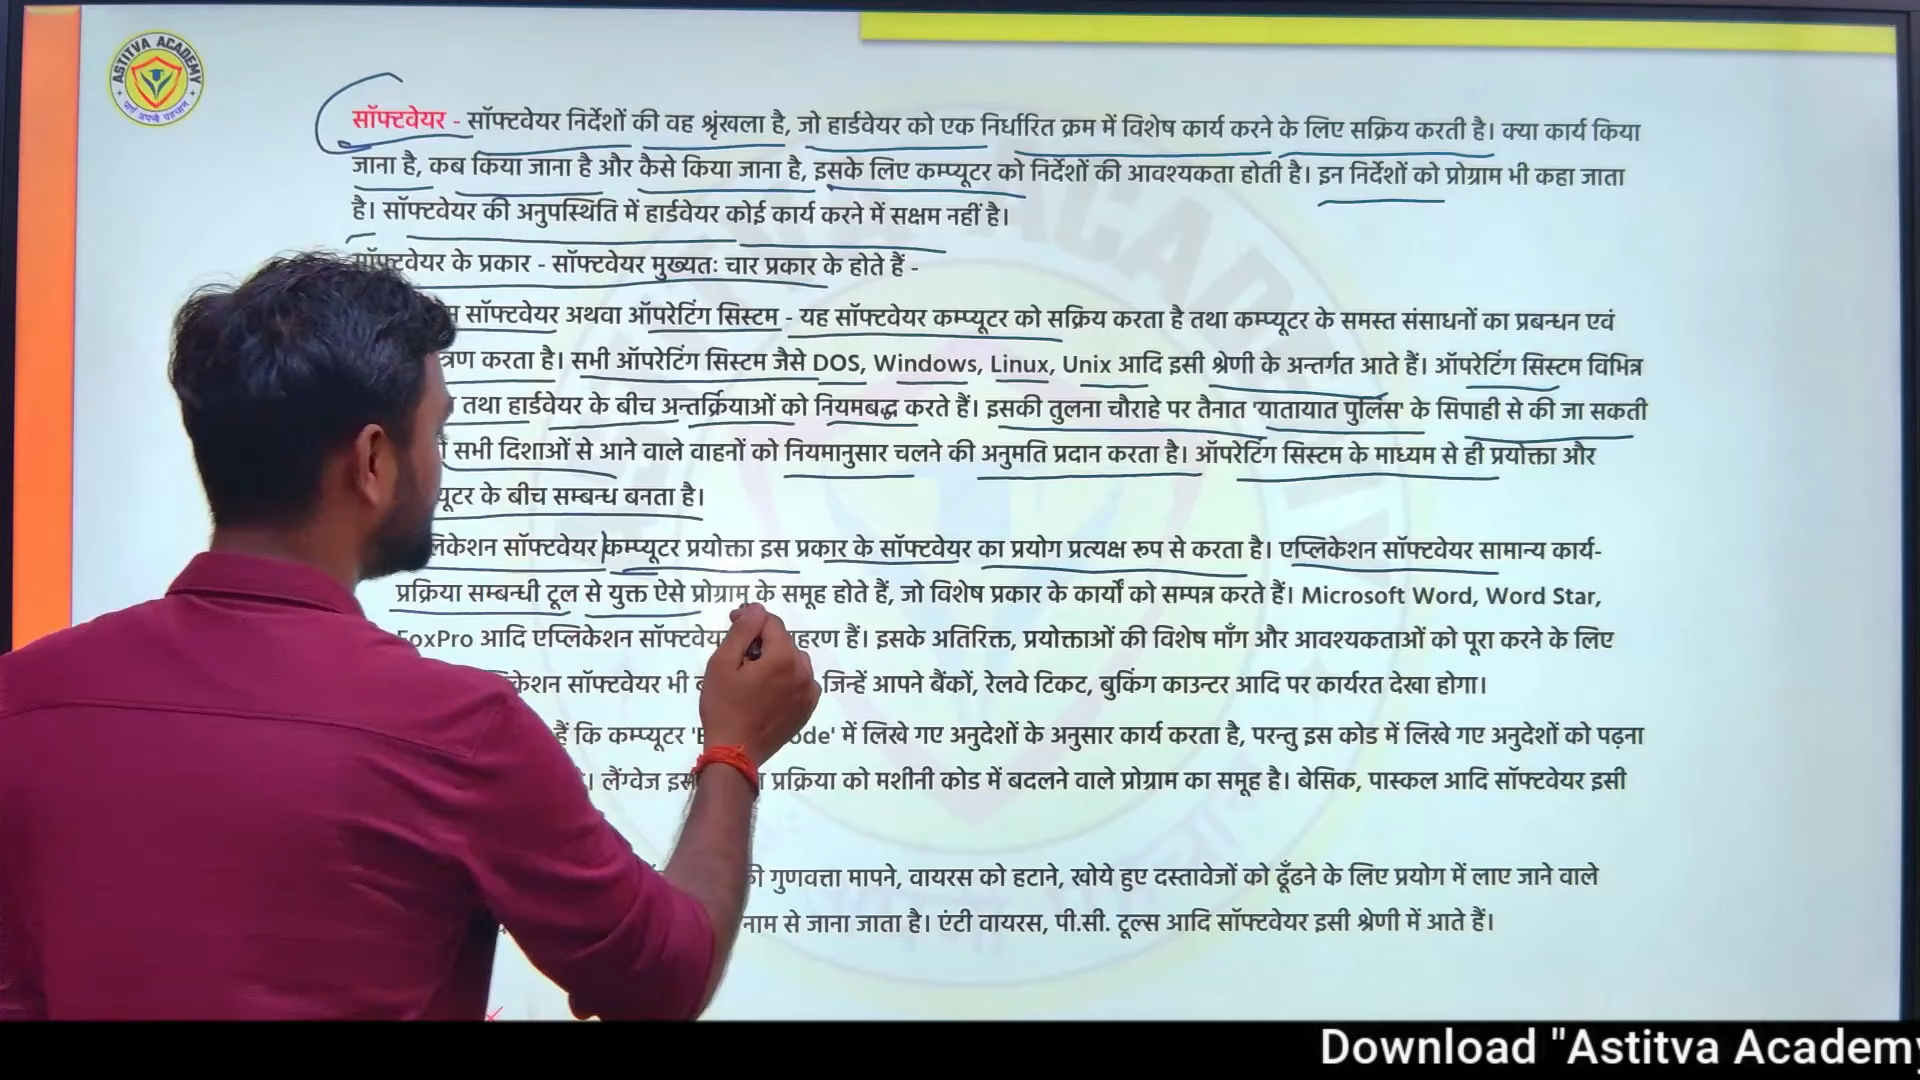 ASTITVA ACADEMY
सॉफ्टवेयर - सॉफ्टवेयर निर्देशों की वह श्रृंखला है, जो हार्डवेयर को एक निर्धारित क्रम में विशेष कार्य करने के लिए सक्रिय करती है। क्या कार्य किया
जाना है, कब किया जाना है और कैसे किया जाना है, इसके लिए कम्प्यूटर को निर्देशों की आवश्यकता होती है। इन निर्देशों को प्रोग्राम भी कहा जाता
है। सॉफ्टवेयर की अनुपस्थिति में हार्डवेयर कोई कार्य करने में सक्षम नहीं है।
सॉफ्टवेयर के प्रकार - सॉफ्टवेयर मुख्यतः चार प्रकार के होते हैं -
सॉफ्टवेयर अथवा ऑपरेटिंग सिस्टम - यह सॉफ्टवेयर कम्प्यूटर को सक्रिय करता है तथा कम्प्यूटर के समस्त संसाधनों का प्रबन्धन एवं
करता है। सभी ऑपरेटिंग सिस्टम जैसे DOS, Windows, Linux, Unix आदि इसी श्रेणी के अन्तर्गत आते हैं। ऑपरेटिंग सिस्टम विभिन्न
तथा हार्डवेयर के बीच अन्तर्क्रियाओं को नियमबद्ध करते हैं। इसकी तुलना चौराहे पर तैनात 'यातायात पुलिस' के सिपाही से की जा सकती
सभी दिशाओं से आने वाले वाहनों को नियमानुसार चलने की अनुमति प्रदान करता है। ऑपरेटिंग सिस्टम के माध्यम से ही प्रयोक्ता और
के बीच सम्बन्ध बनता है।
सॉफ्टवेयर कम्प्यूटर प्रयोक्ता इस प्रकार के सॉफ्टवेयर का प्रयोग प्रत्यक्ष रूप से करता है। एप्लिकेशन सॉफ्टवेयर सामान्य कार्य-
प्रक्रिया सम्बन्धी टूल से युक्त ऐसे प्रोग्राम के समूह होते हैं, जो विशेष प्रकार के कार्यों को सम्पन्न करते हैं। Microsoft Word, Word Star,
FoxPro आदि एप्लिकेशन सॉफ्टवेयर हैं। इसके अतिरिक्त, प्रयोक्ताओं की विशेष माँग और आवश्यकताओं को पूरा करने के लिए
सॉफ्टवेयर भी जिन्हें आपने बैंकों, रेलवे टिकट, बुकिंग काउन्टर आदि पर कार्यरत देखा होगा।
हैं कि कम्प्यूटर में लिखे गए अनुदेशों के अनुसार कार्य करता है, परन्तु इस कोड में लिखे गए अनुदेशों को पढ़ना
लैंग्वेज प्रक्रिया को मशीनी कोड में बदलने वाले प्रोग्राम का समूह है। बेसिक, पास्कल आदि सॉफ्टवेयर इसी
की गुणवत्ता मापने, वायरस को हटाने, खोये हुए दस्तावेजों को ढूँढने के लिए प्रयोग में लाए जाने वाले
नाम से जाना जाता है। एंटी वायरस, पी.सी. टूल्स आदि सॉफ्टवेयर इसी श्रेणी में आते हैं।
Download "Astitva Academy